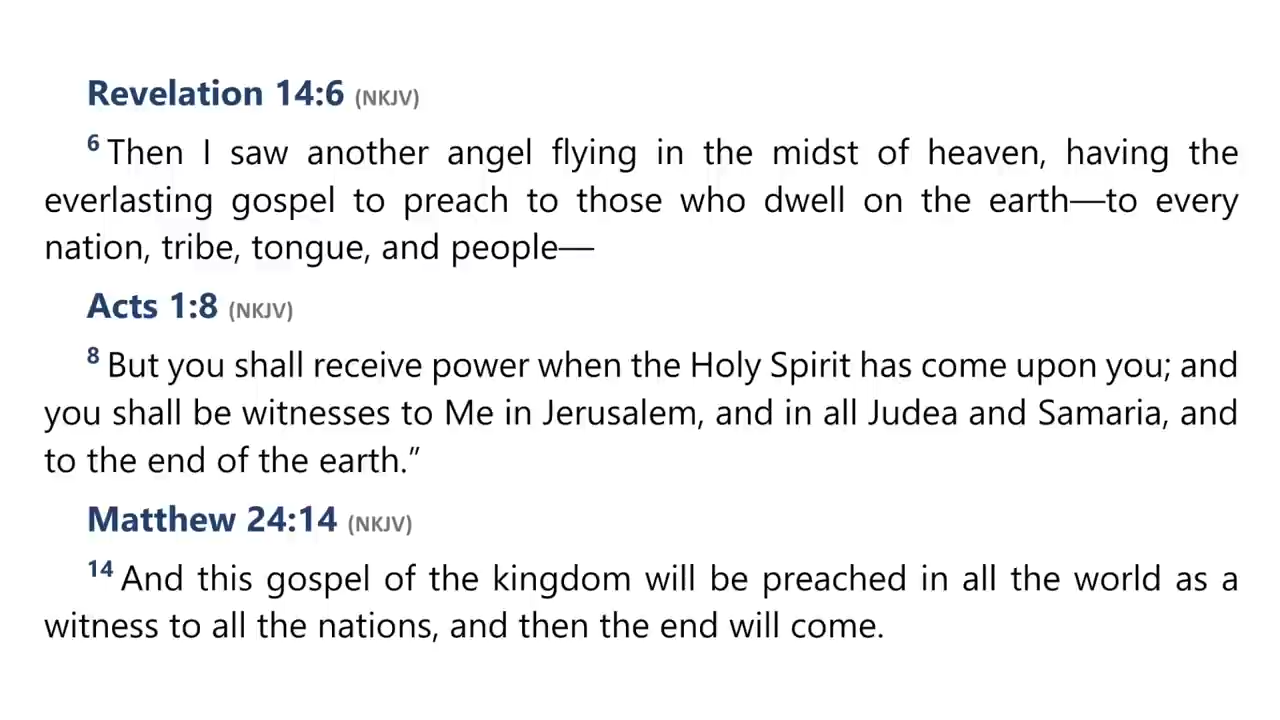 Revelation 14:6 (NKJV)
6 Then I saw another angel flying in the midst of heaven, having the
everlasting gospel to preach to those who dwell on the earth—to every
nation, tribe, tongue, and people—
Acts 1:8 (NKJV)
8 But you shall receive power when the Holy Spirit has come upon you; and
you shall be witnesses to Me in Jerusalem, and in all Judea and Samaria, and
to the end of the earth.”
Matthew 24:14 (NKJV)
14 And this gospel of the kingdom will be preached in all the world as a
witness to all the nations, and then the end will come.